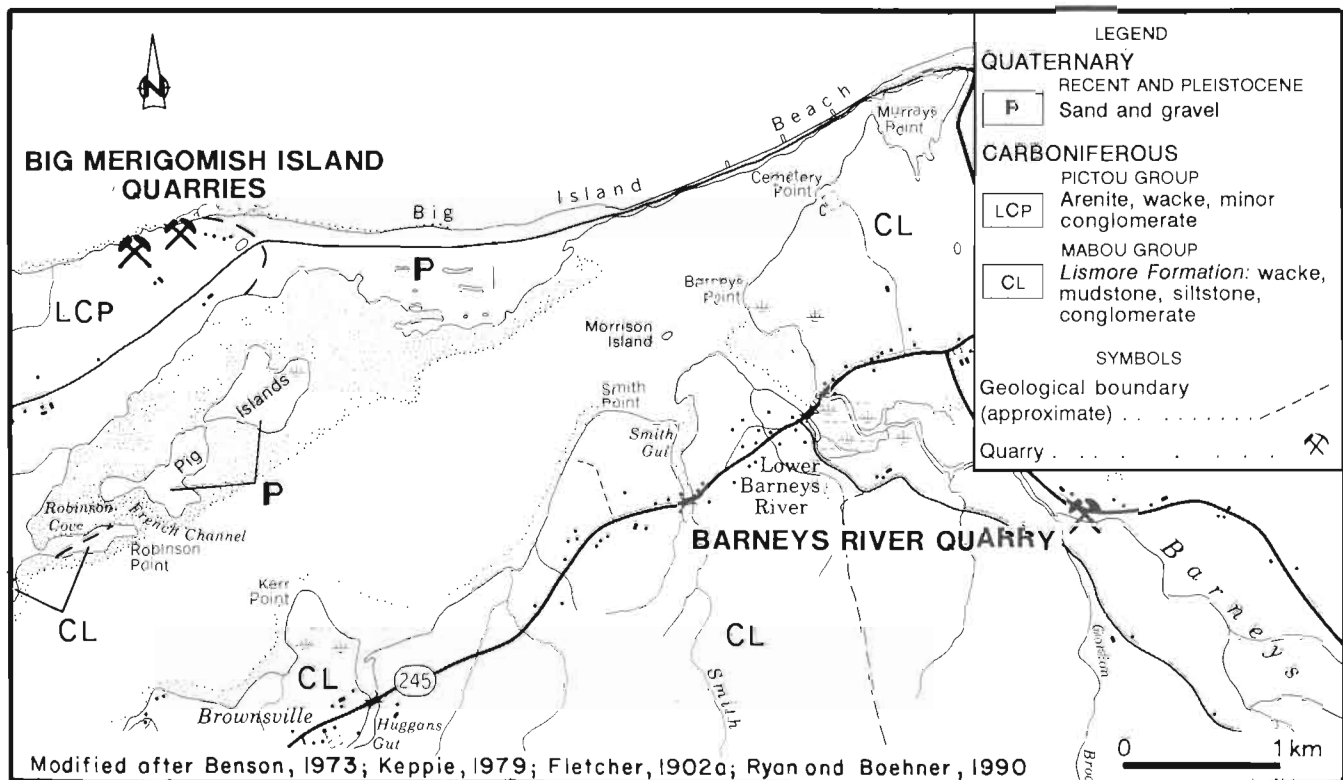 LEGEND
QUATERNARY
RECENT AND PLEISTOCENE
P
Sand and gravel
CARBONIFEROUS
PICTOU GROUP
LCP
Arenite, wacke, minor
conglomerate
MABOU GROUP
CL
Lismore Formation: wacke,
mudstone, siltstone,
conglomerate
SYMBOLS
Geological boundary
(approximate) . . . . . . . .
Quarry . . . . . . . .
N
BIG MERIGOMISH ISLAND
QUARRIES
Big Island Beach
Murrays
Point
Cemetery
Point
C
CL
P
LCP
Barneys
Point
Morrison
Island
Smith
Point
Smith
Gut
Pig Islands
P
Robinson
Cove
French Channel
Robinson
Point
CL
Lower
Barneys
River
BARNEYS RIVER QUARRY
Barneys
Kerr
Point
CL
CL
245
Smith
Brownsville
Huggans
Gut
0
1 km
Modified after Benson, 1973; Keppie, 1979; Fletcher, 1902a; Ryan and Boehner, 1990